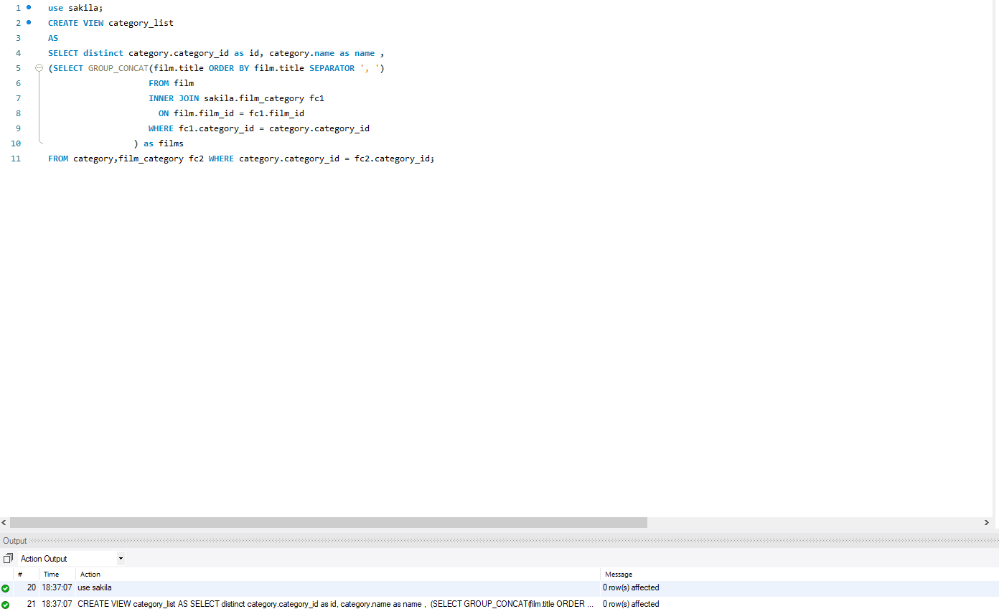 1 use sakila;
2 CREATE VIEW category_list
3 AS
4 SELECT distinct category.category_id as id, category.name as name ,
5 (SELECT GROUP_CONCAT(film.title ORDER BY film.title SEPARATOR ', ')
6 FROM film
7 INNER JOIN sakila.film_category fc1
8 ON film.film_id = fc1.film_id
9 WHERE fc1.category_id = category.category_id
10 ) as films
11 FROM category,film_category fc2 WHERE category.category_id = fc2.category_id;
Output
Action Output
# Time Action Message
20 18:37:07 use sakila 0 row(s) affected
21 18:37:07 CREATE VIEW category_list AS SELECT distinct category.category_id as id, category.name as name , (SELECT GROUP_CONCAT(film.title ORDER ... 0 row(s) affected